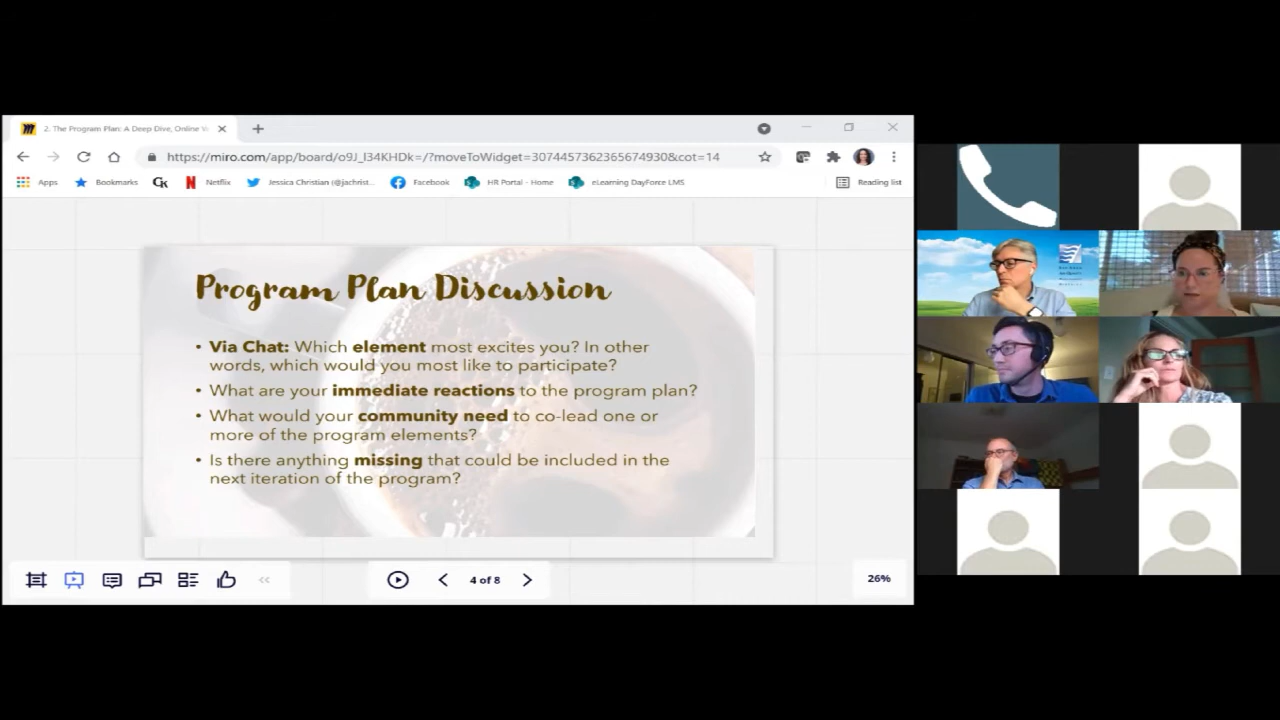 2. The Program Plan: A Deep Dive, Online
https://miro.com/app/board/o9J_l34KHDk=/?moveToWidget=3074457362365674930&cot=14
Apps Bookmarks GK Netflix Jessica Christian (@jachrist... Facebook HR Portal - Home eLearning DayForce LMS Reading list
Program Plan Discussion
• Via Chat: Which element most excites you? In other
words, which would you most like to participate?
• What are your immediate reactions to the program plan?
• What would your community need to co-lead one or
more of the program elements?
• Is there anything missing that could be included in the
next iteration of the program?
4 of 8
26%